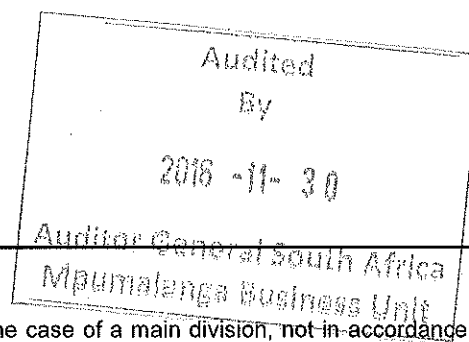 Audited
By
2016 -11- 30
Auditor General South Africa
Mpumalanga Business Unit
he case of a main division, not in accordance